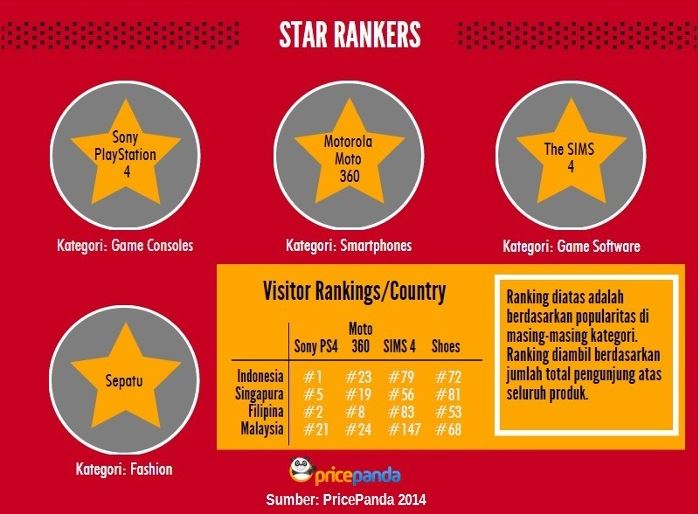 STAR RANKERS
Sony
PlayStation
4
Kategori: Game Consoles
Motorola
Moto
360
Kategori: Smartphones
The SIMS
4
Kategori: Game Software
Sepatu
Kategori: Fashion
Visitor Rankings/Country
Sony PS4 Moto 360 SIMS 4 Shoes
Indonesia #1 #23 #79 #72
Singapura #5 #19 #56 #81
Filipina #2 #8 #83 #53
Malaysia #21 #24 #147 #68
Ranking diatas adalah
berdasarkan popularitas di
masing-masing kategori.
Ranking diambil berdasarkan
jumlah total pengunjung atas
seluruh produk.
pricepanda
Sumber: PricePanda 2014